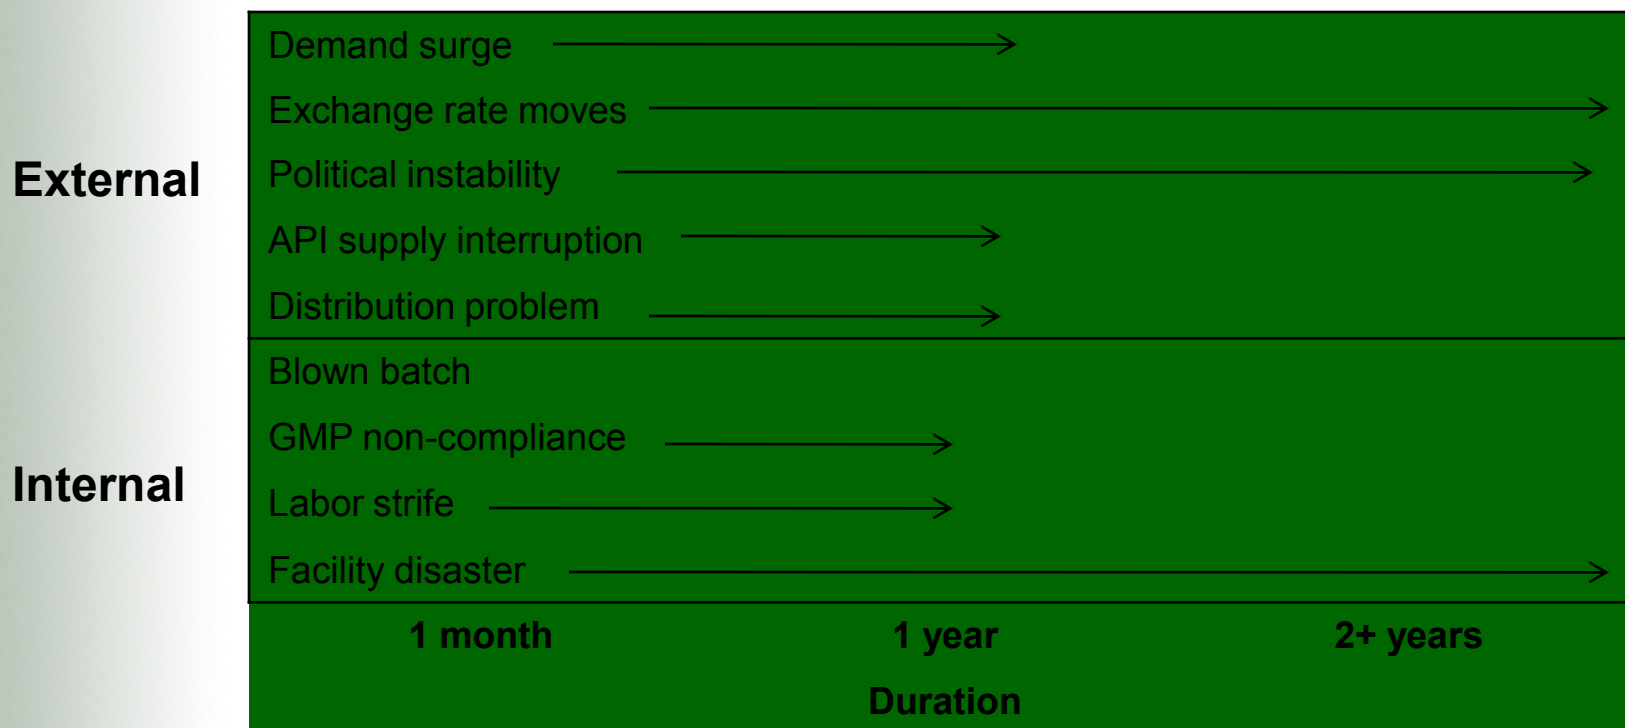 Demand surge
Exchange rate moves
External
Political instability
API supply interruption
Distribution problem
Blown batch
GMP non-compliance
Internal
Labor strife
Facility disaster
1 month 1 year 2+ years
Duration